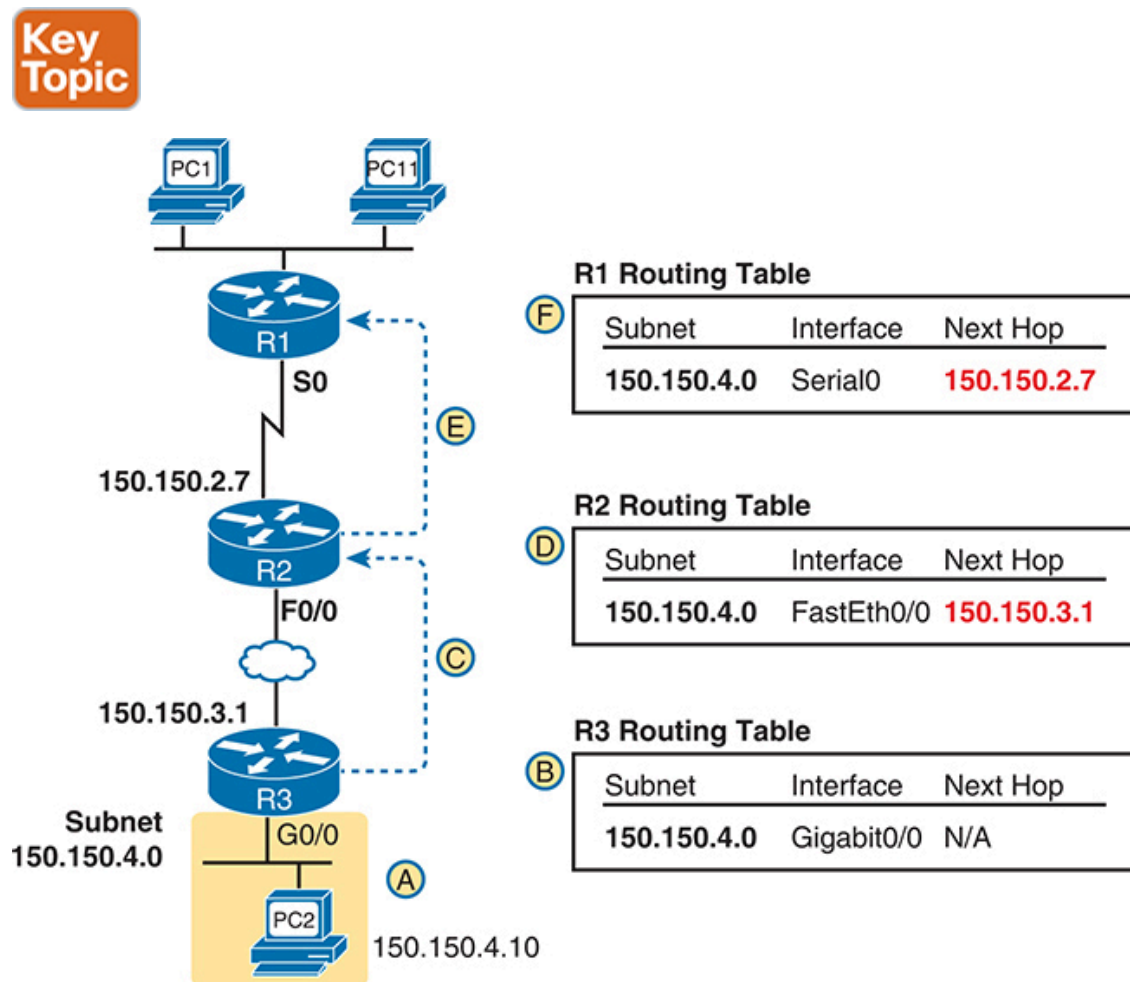 Key
Topic
PC1
PC11
R1
S0
E
150.150.2.7
R2
F0/0
C
150.150.3.1
R3
G0/0
Subnet
150.150.4.0
A
PC2
150.150.4.10
R1 Routing Table
F
Subnet Interface Next Hop
150.150.4.0 Serial0 150.150.2.7
R2 Routing Table
D
Subnet Interface Next Hop
150.150.4.0 FastEth0/0 150.150.3.1
R3 Routing Table
B
Subnet Interface Next Hop
150.150.4.0 Gigabit0/0 N/A